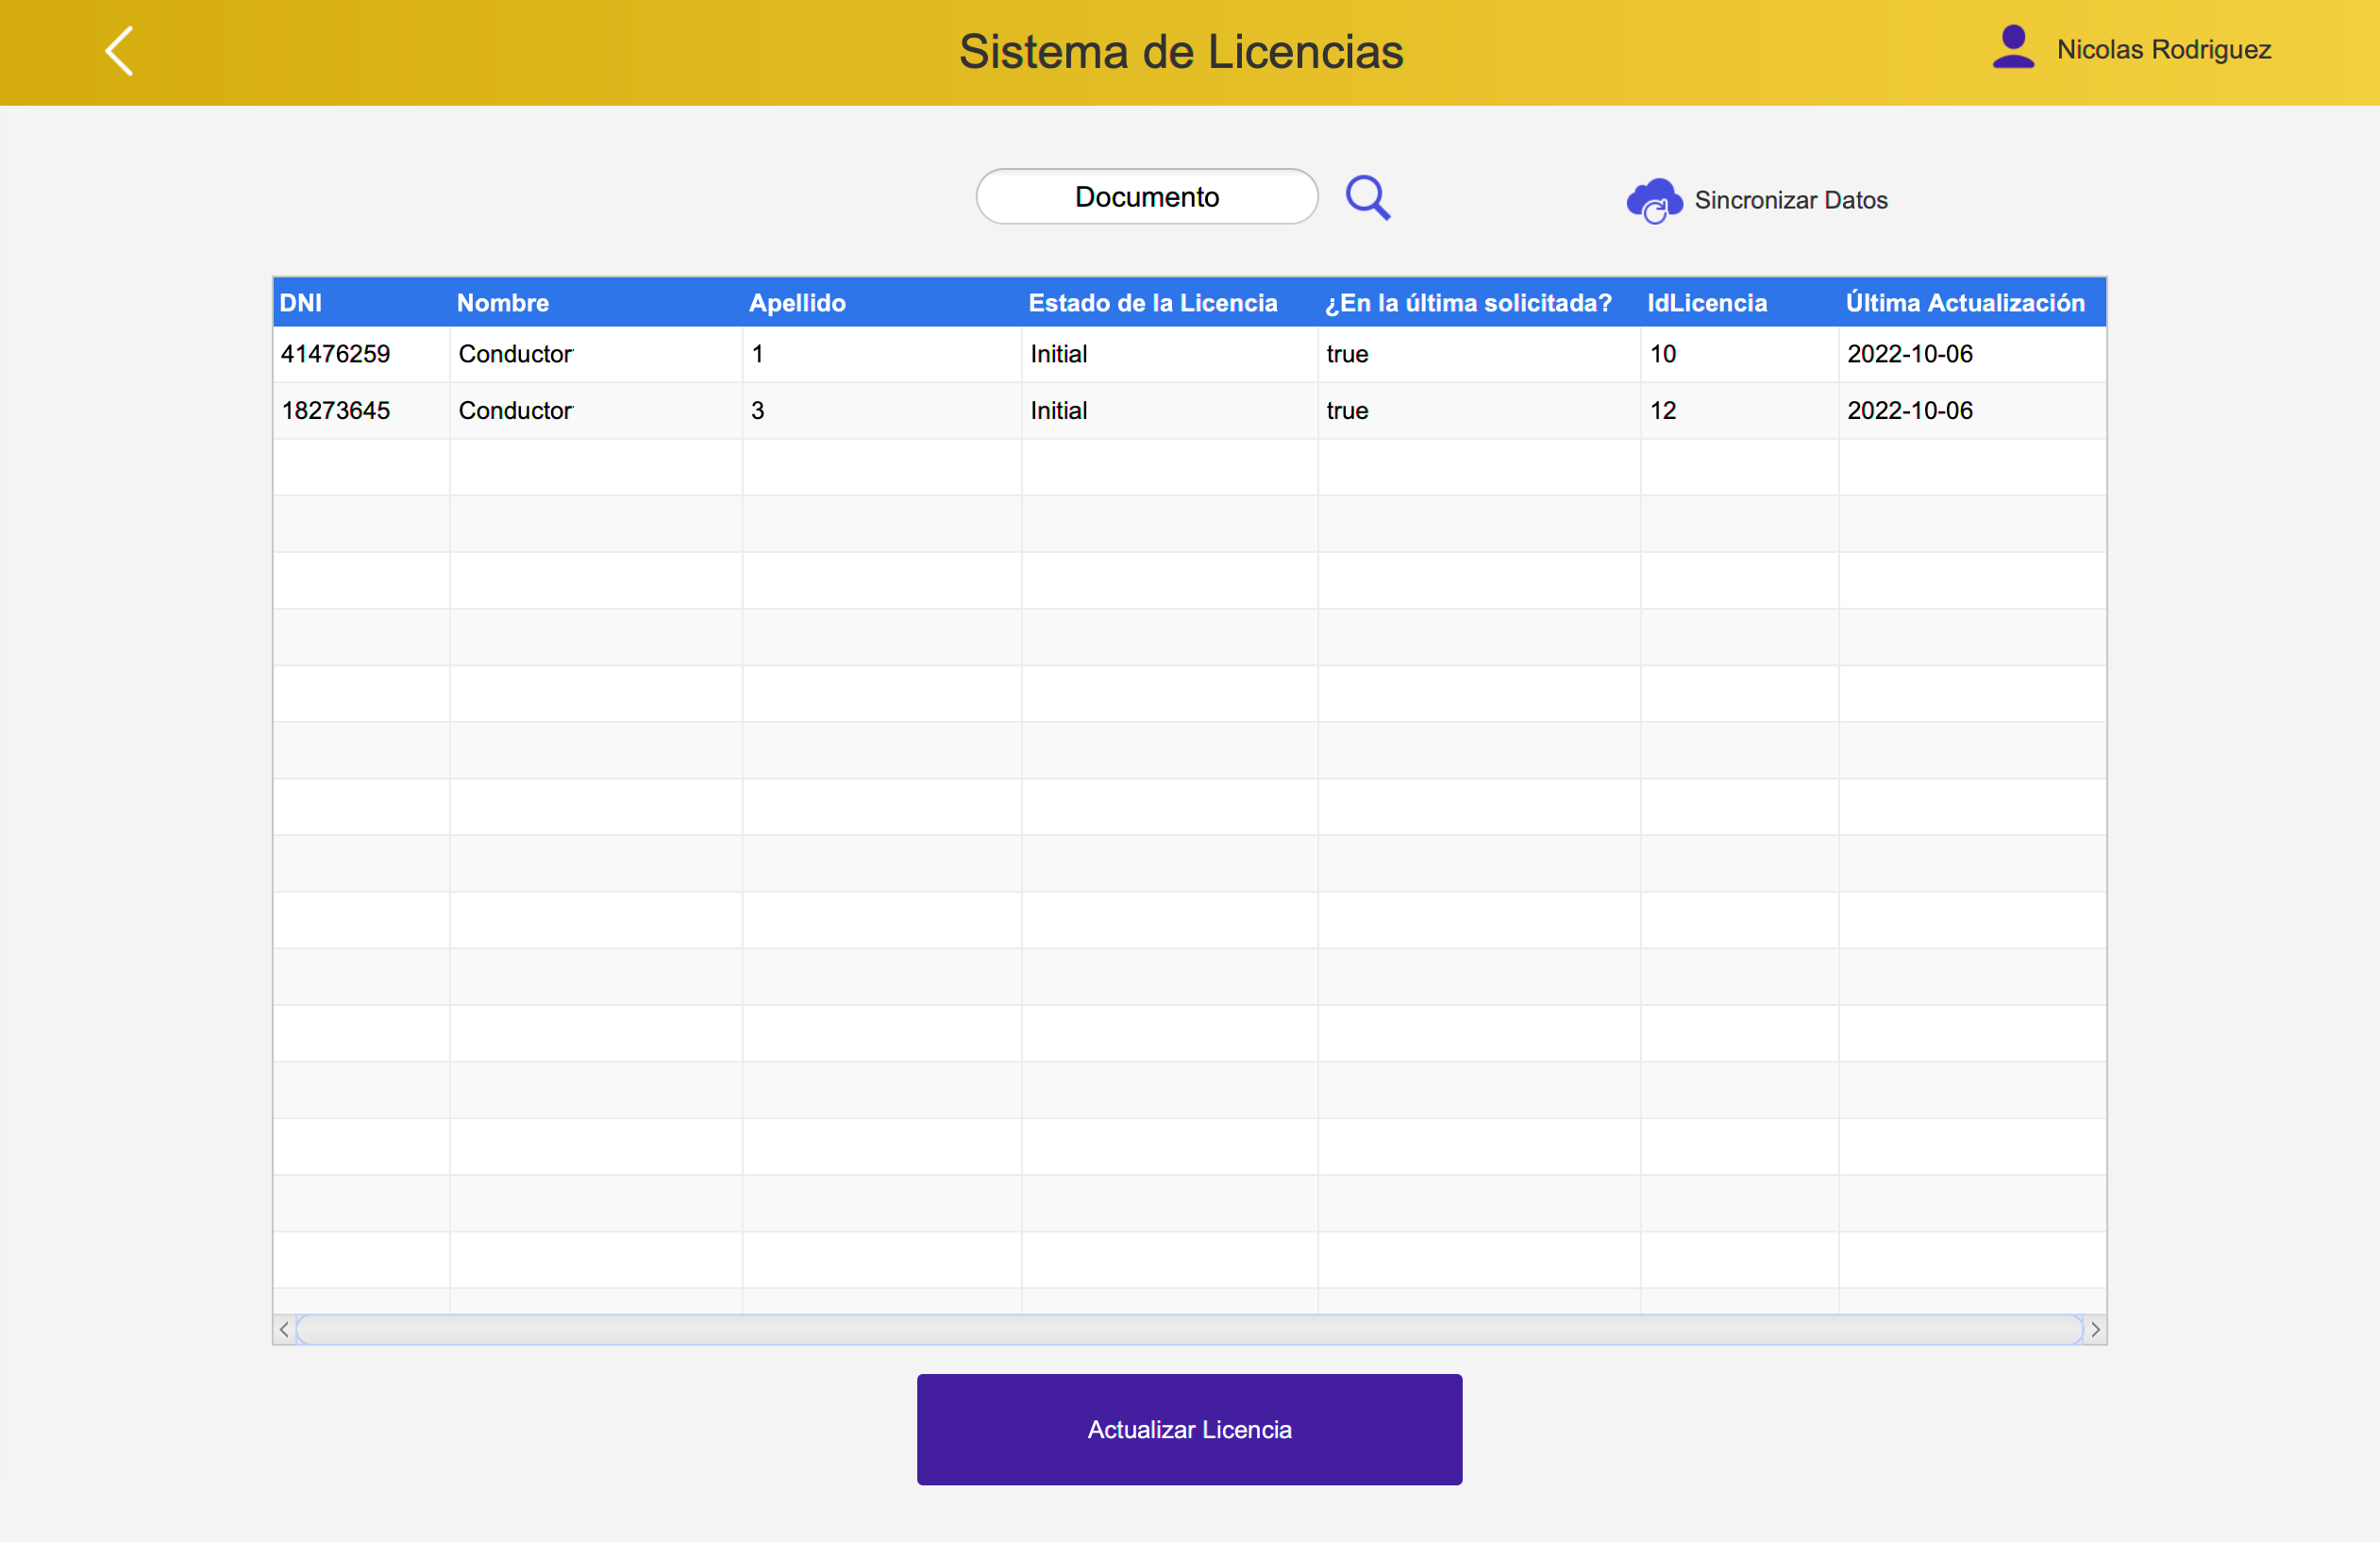 Sistema de Licencias
Nicolas Rodriguez
Documento
Sincronizar Datos
DNI Nombre Apellido Estado de la Licencia ¿En la última solicitada? IdLicencia Última Actualización
41476259 Conductor 1 Initial true 10 2022-10-06
18273645 Conductor 3 Initial true 12 2022-10-06
Actualizar Licencia